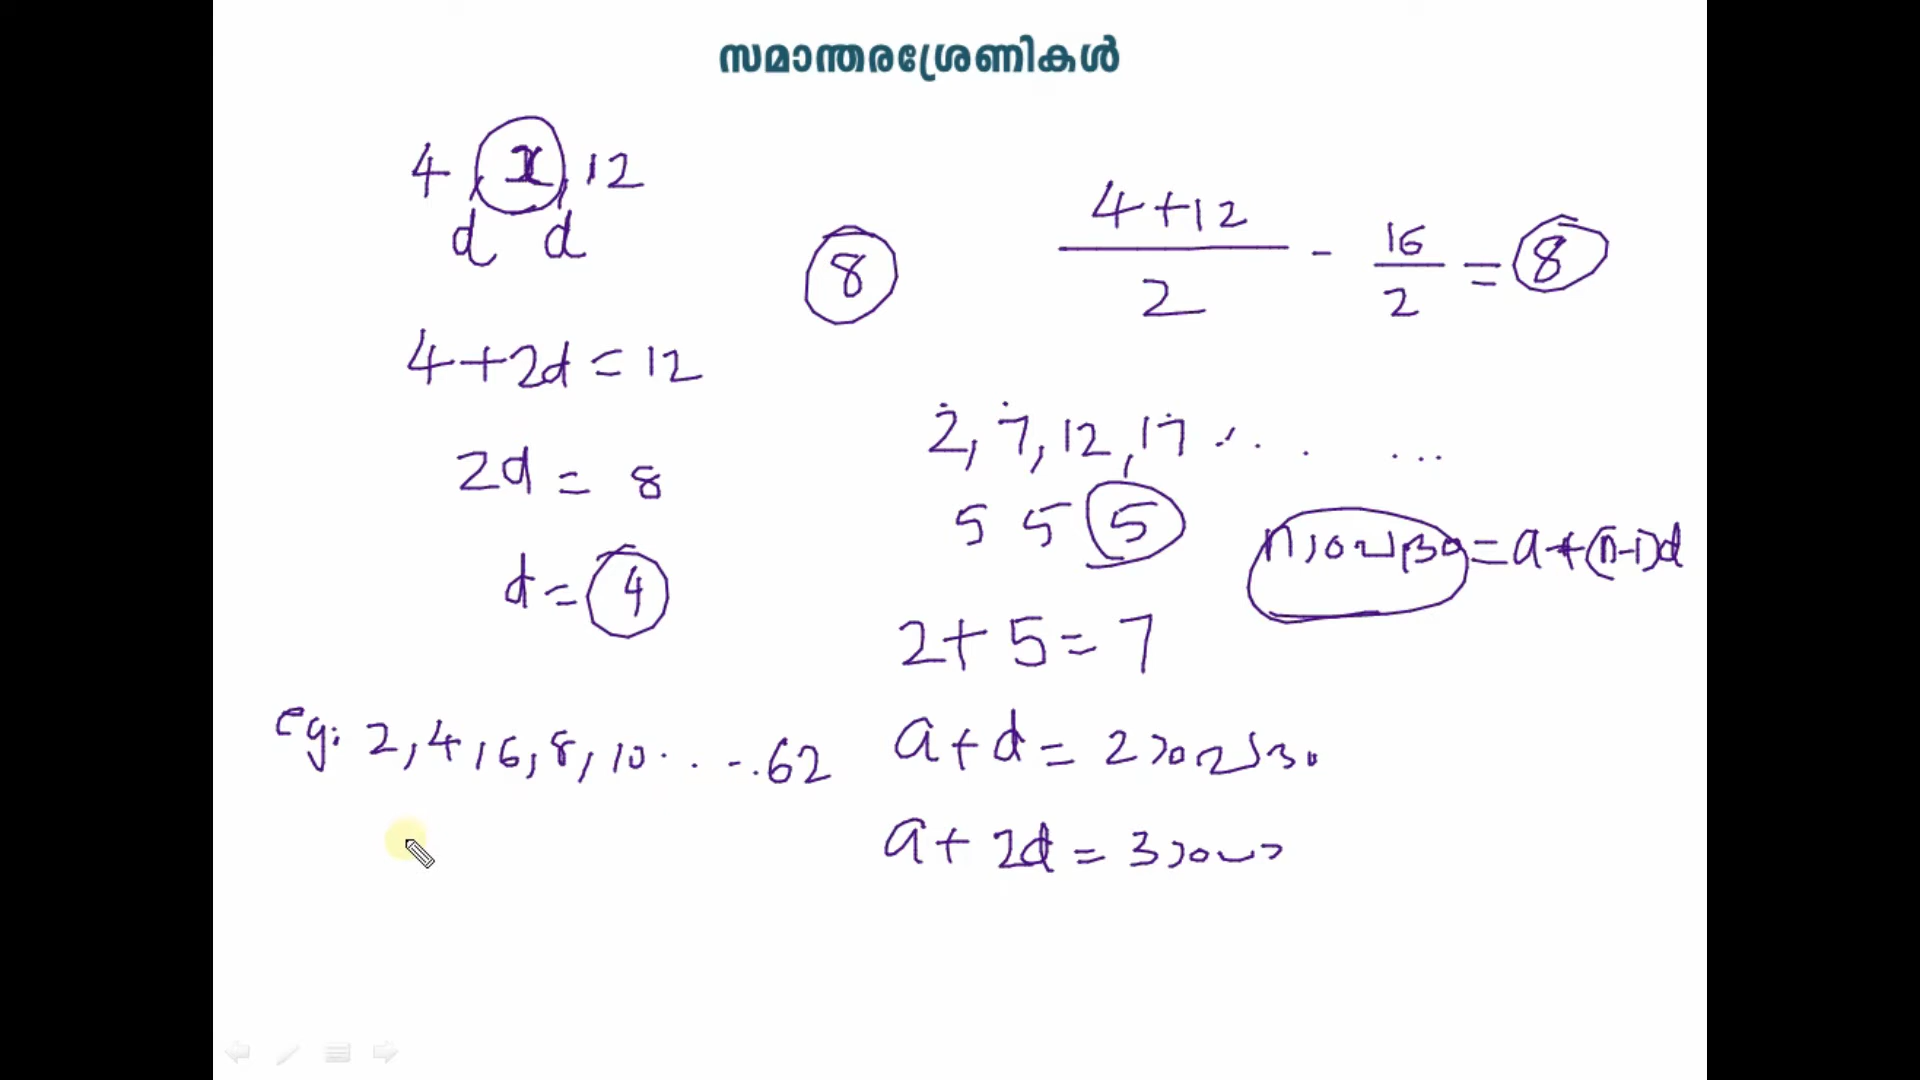 സമാന്തരശ്രേണികൾ
4, x, 12
d d
4+2d = 12
2d = 8
d = 4
8
4+12
2
- 16
2
= 8
2, 7, 12, 17 ... . ...
5 5 5
n ാം പദം = a+(n-1)d
2+5=7
a+d = 2 ാം പദം
a+2d = 3 ാം
eg: 2, 4, 6, 8, 10 . . - . . 62